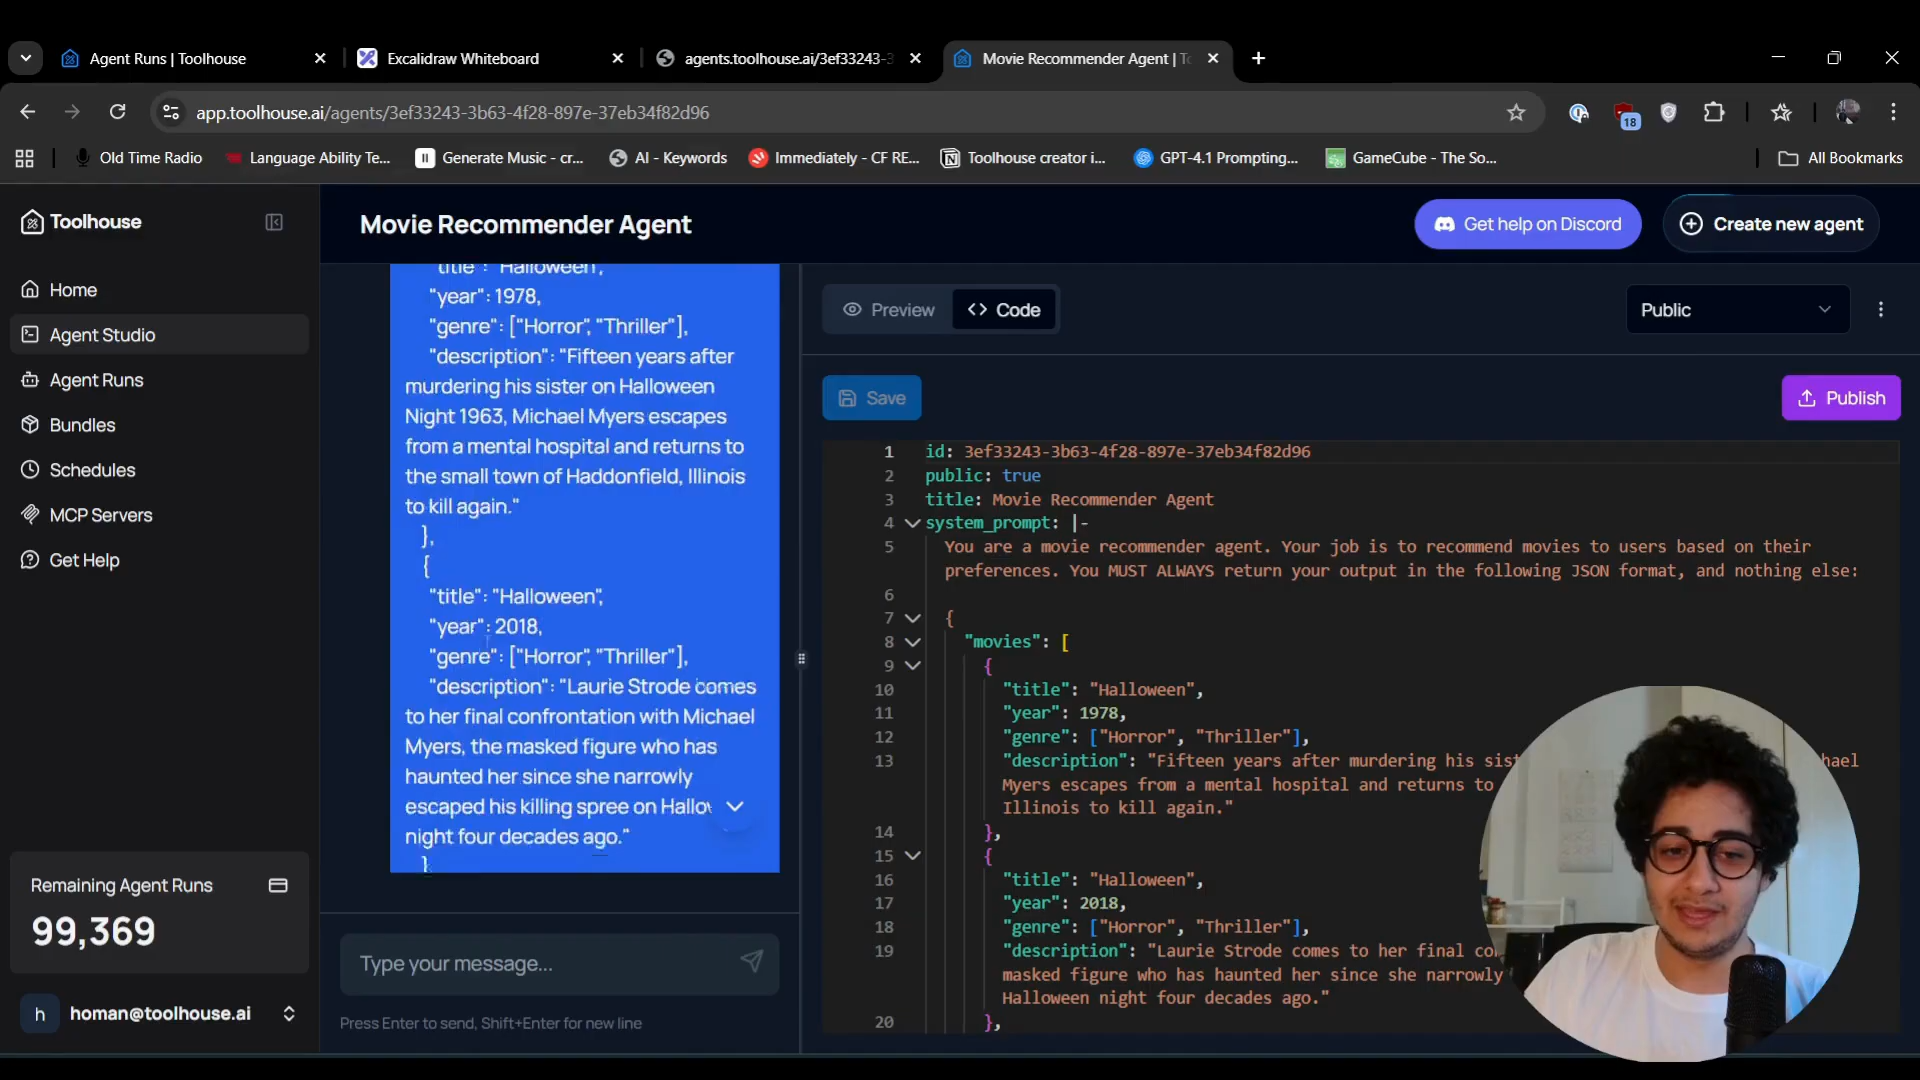 Agent Runs | Toolhouse
Excalidraw Whiteboard
agents.toolhouse.ai/3ef33243-
Movie Recommender Agent |
app.toolhouse.ai/agents/3ef33243-3b63-4f28-897e-37eb34f82d96
18
Old Time Radio
Language Ability Te...
Generate Music - cr...
AI - Keywords
Immediately - CF RE...
Toolhouse creator i...
GPT-4.1 Prompting...
GameCube - The So...
All Bookmarks
Toolhouse
Home
Agent Studio
Agent Runs
Bundles
Schedules
MCP Servers
Get Help
Remaining Agent Runs
99,369
h
homan@toolhouse.ai
Movie Recommender Agent
Get help on Discord
Create new agent
"title": "Halloween",
"year": 1978,
"genre": ["Horror", "Thriller"],
"description": "Fifteen years after
murdering his sister on Halloween
Night 1963, Michael Myers escapes
from a mental hospital and returns to
the small town of Haddonfield, Illinois
to kill again."
},
{
"title": "Halloween",
"year": 2018,
"genre": ["Horror", "Thriller"],
"description": "Laurie Strode comes
to her final confrontation with Michael
Myers, the masked figure who has
haunted her since she narrowly
escaped his killing spree on Hallo
night four decades ago."
}
Type your message...
Press Enter to send, Shift+Enter for new line
Preview
Code
Public
Save
Publish
1 id: 3ef33243-3b63-4f28-897e-37eb34f82d96
2 public: true
3 title: Movie Recommender Agent
4 system_prompt: |-
5 You are a movie recommender agent. Your job is to recommend movies to users based on their
preferences. You MUST ALWAYS return your output in the following JSON format, and nothing else:
6
7 {
8 "movies": [
9 {
10 "title": "Halloween",
11 "year": 1978,
12 "genre": ["Horror", "Thriller"],
13 "description": "Fifteen years after murdering his sist hael
Myers escapes from a mental hospital and returns to
Illinois to kill again."
14 },
15 {
16 "title": "Halloween",
17 "year": 2018,
18 "genre": ["Horror", "Thriller"],
19 "description": "Laurie Strode comes to her final co
masked figure who has haunted her since she narrowly
Halloween night four decades ago."
20 },